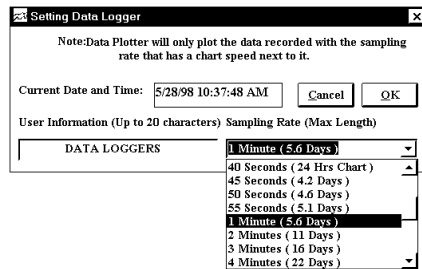 Setting Data Logger
Note:Data Plotter will only plot the data recorded with the sampling
rate that has a chart speed next to it.
Current Date and Time: 5/28/98 10:37:48 AM Cancel OK
User Information (Up to 20 characters) Sampling Rate (Max Length)
DATA LOGGERS 1 Minute ( 5.6 Days )
40 Seconds ( 24 Hrs Chart )
45 Seconds ( 4.2 Days )
50 Seconds ( 4.6 Days )
55 Seconds ( 5.1 Days )
1 Minute ( 5.6 Days )
2 Minutes ( 11 Days )
3 Minutes ( 16 Days )
4 Minutes ( 22 Days )